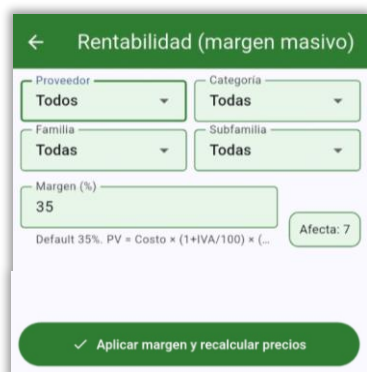 Rentabilidad (margen masivo)
Proveedor Categoría
Todos Todas
Familia Subfamilia
Todas Todas
Margen (%)
35
Afecta: 7
Default 35%. PV = Costo × (1+IVA/100) × (...
Aplicar margen y recalcular precios